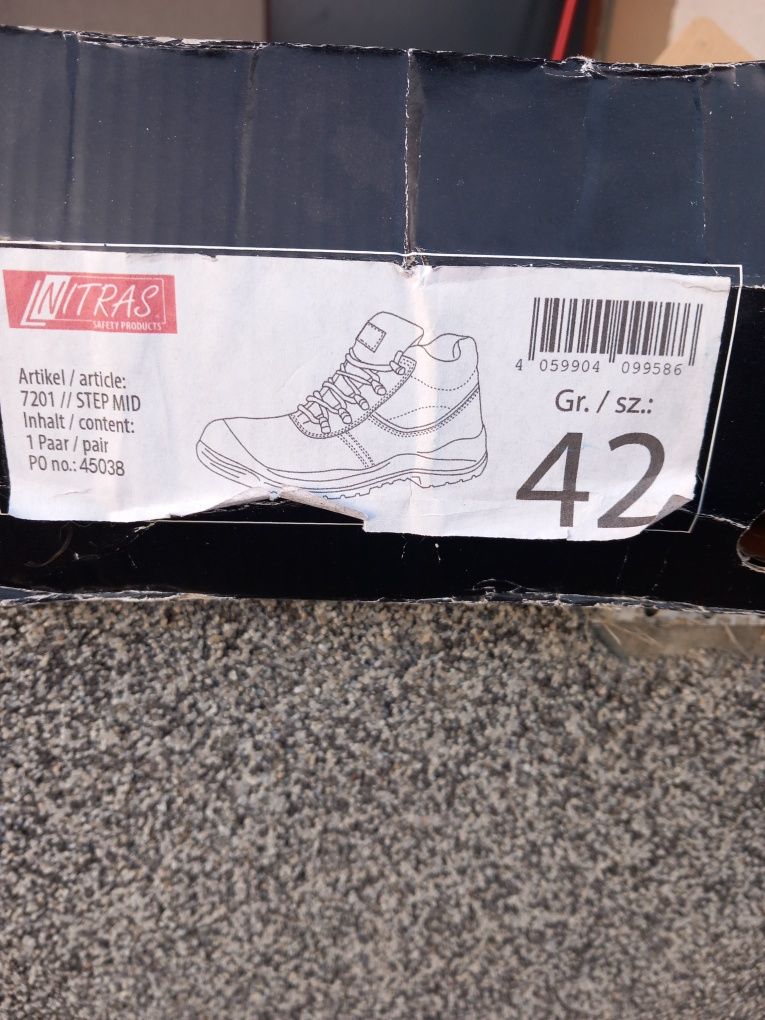 NITRAS
SAFETY PRODUCTS
Artikel / article:
7201 // STEP MID
Inhalt / content:
1 Paar / pair
PO no.: 45038
4 059904 099586
Gr. / sz.:
42